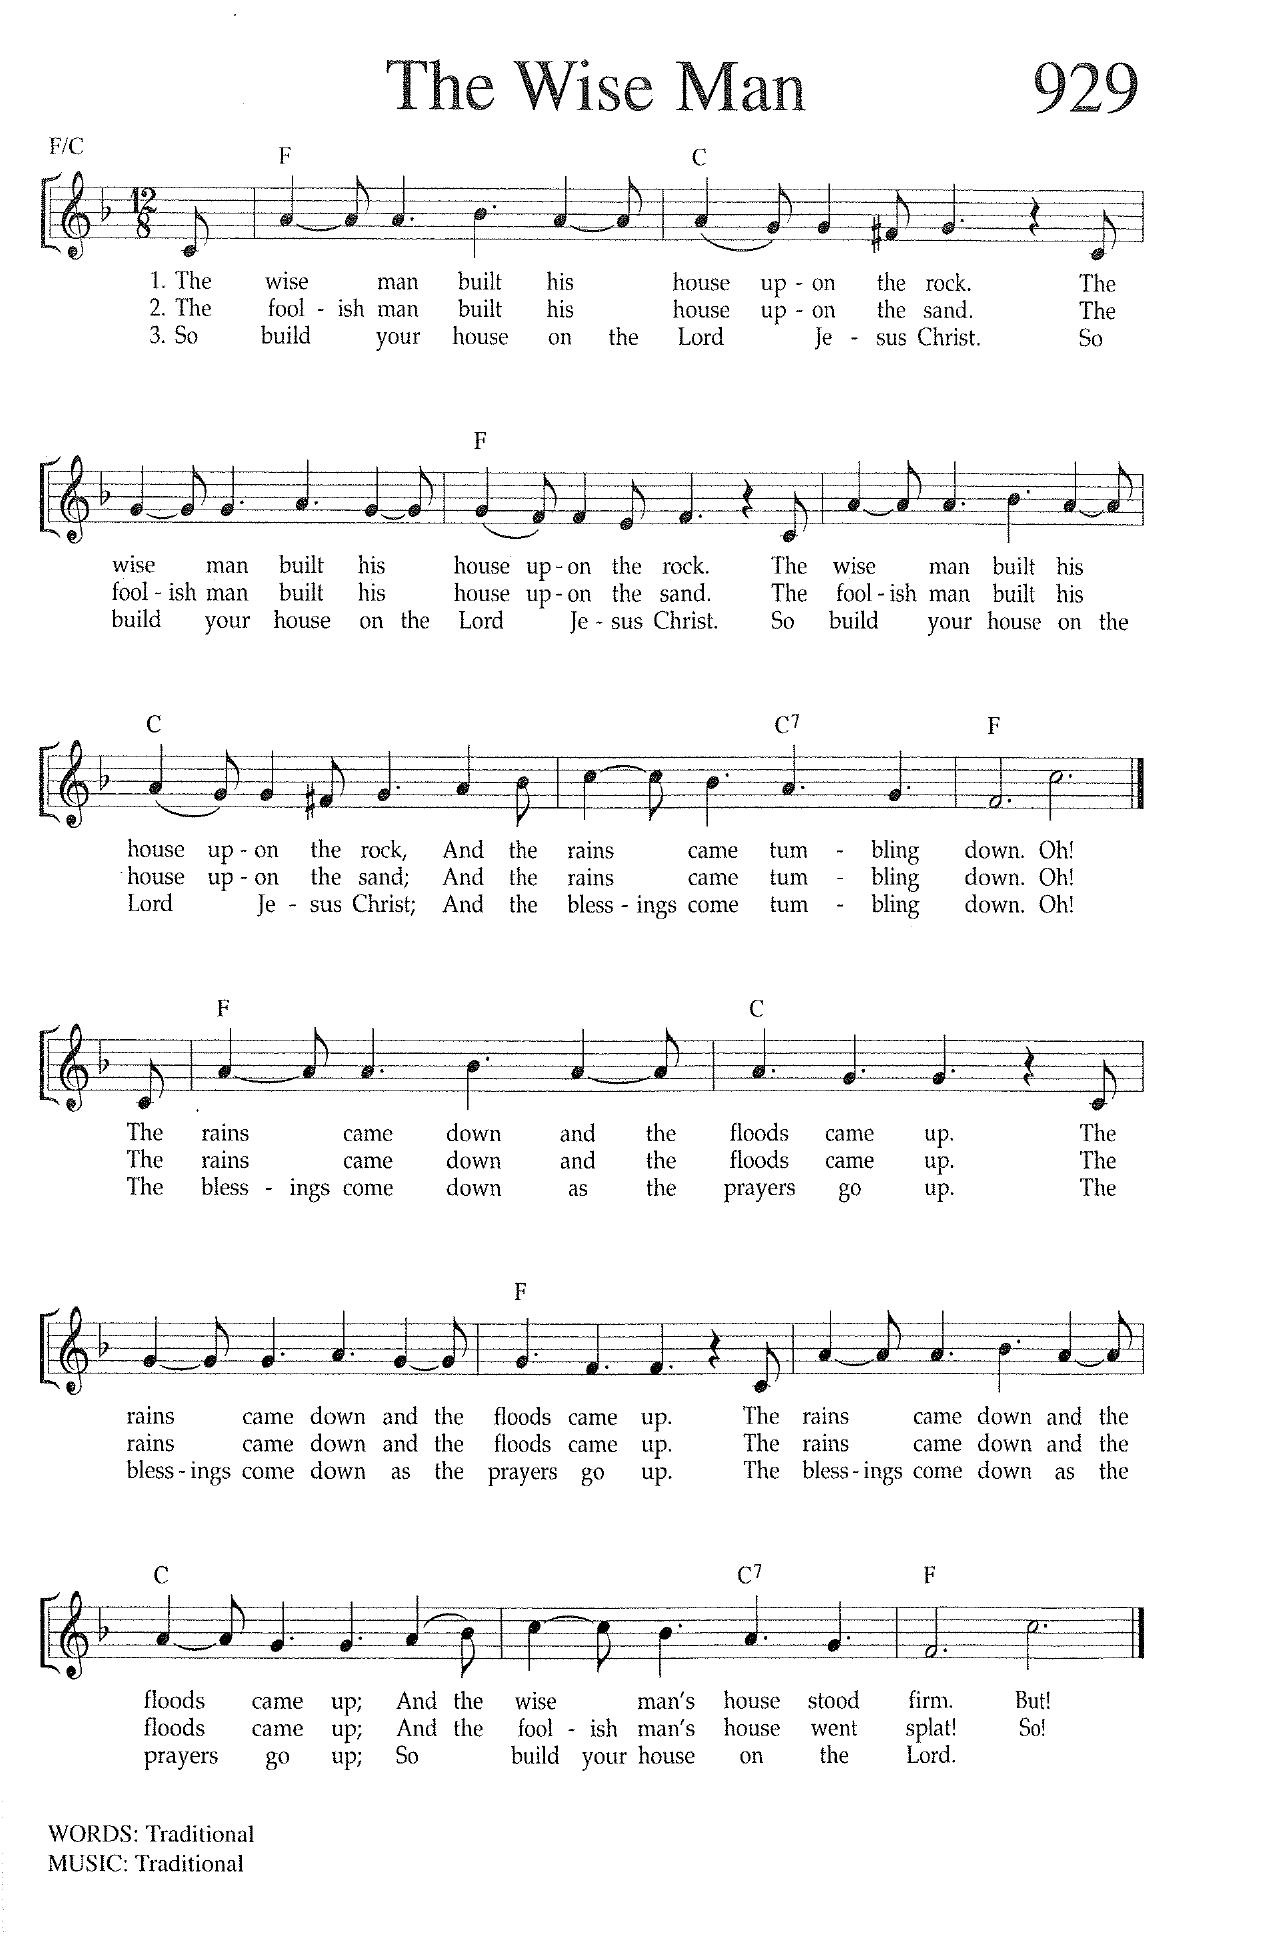 The Wise Man 929
F/C F C
12/8
1. The wise man built his house up - on the rock. The
2. The fool - ish man built his house up - on the sand. The
3. So build your house on the Lord Je - sus Christ. So
F
wise man built his house up - on the rock. The wise man built his
fool - ish man built his house up - on the sand. The fool - ish man built his
build your house on the Lord Je - sus Christ. So build your house on the
C C7 F
house up - on the rock, And the rains came tum - bling down. Oh!
house up - on the sand; And the rains came tum - bling down. Oh!
Lord Je - sus Christ; And the bless - ings come tum - bling down. Oh!
F C
The rains came down and the floods came up. The
The rains came down and the floods came up. The
The bless - ings come down as the prayers go up. The
F
rains came down and the floods came up. The rains came down and the
rains came down and the floods came up. The rains came down and the
bless - ings come down as the prayers go up. The bless - ings come down as the
C C7 F
floods came up; And the wise man's house stood firm. But!
floods came up; And the fool - ish man's house went splat! So!
prayers go up; So build your house on the Lord.
WORDS: Traditional
MUSIC: Traditional